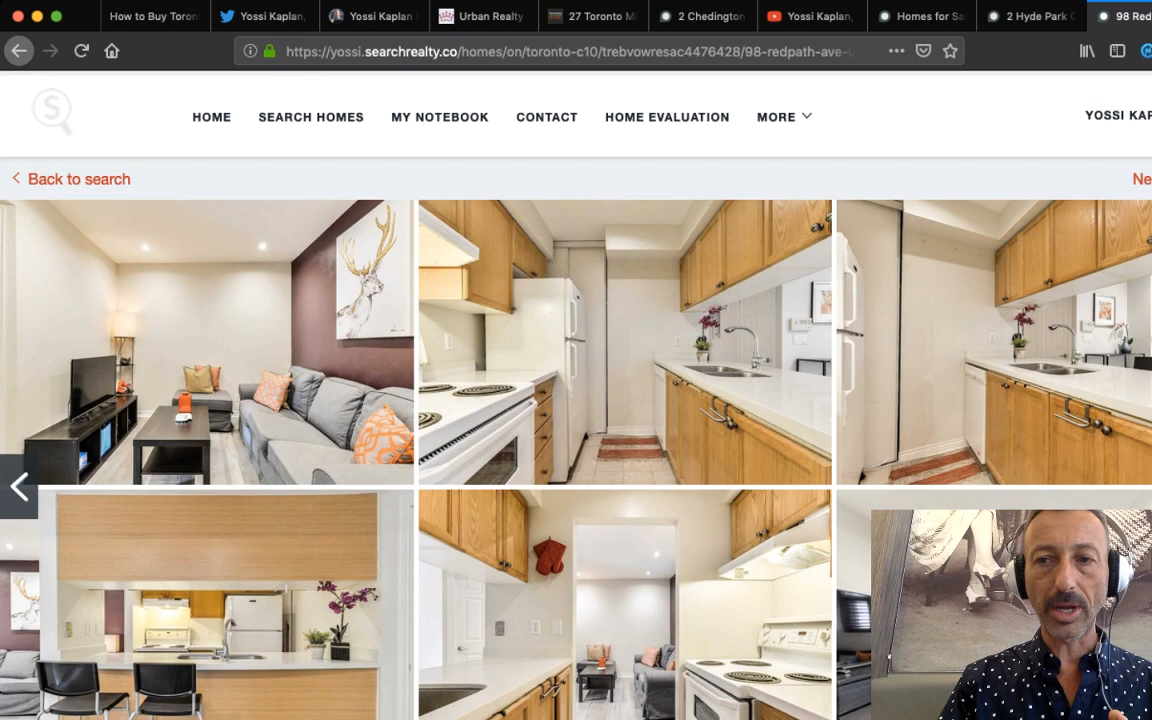 How to Buy Toron
Yossi Kaplan,
Yossi Kaplan
Urban Realty
27 Toronto Mi
2 Chedington
Yossi Kaplan,
Homes for Sa
2 Hyde Park C
98 Red
https://yossi.searchrealty.co/homes/on/toronto-c10/trebvowresac4476428/98-redpath-ave-
S
HOME
SEARCH HOMES
MY NOTEBOOK
CONTACT
HOME EVALUATION
MORE
YOSSI KAP
Back to search
Ne